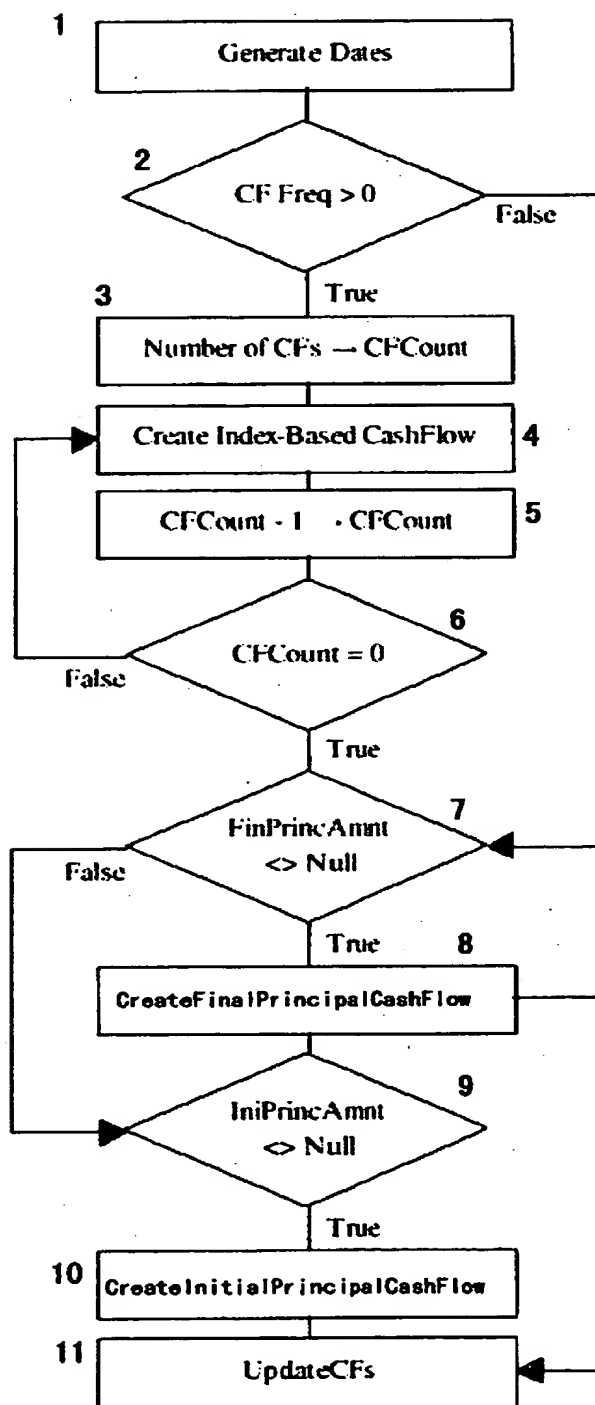 1
Generate Dates
2
CF Freq > 0
False
True
3
Number of CFs → CFCount
Create Index-Based CashFlow
4
CFCount - 1 · CFCount
5
6
CFCount = 0
False
True
7
FinPrincAmnt
<> Null
False
True
8
CreateFinalPrincipalCashFlow
9
IniPrincAmnt
<> Null
True
10
CreateInitialPrincipalCashFlow
11
UpdateCFs